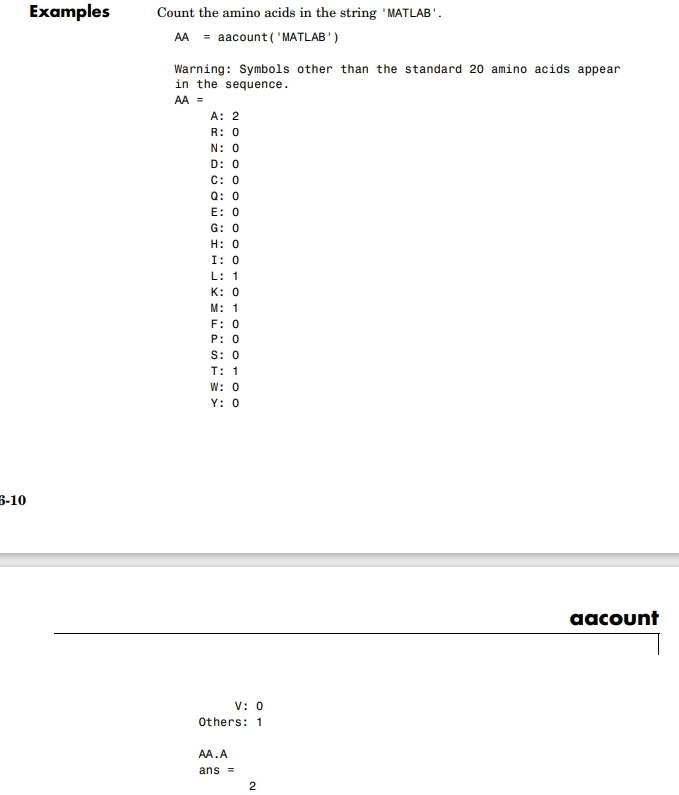 Examples
Count the amino acids in the string 'MATLAB'.
AA = aacount('MATLAB')
Warning: Symbols other than the standard 20 amino acids appear
in the sequence.
AA =
A: 2
R: 0
N: 0
D: 0
C: 0
Q: 0
E: 0
G: 0
H: 0
I: 0
L: 1
K: 0
M: 1
F: 0
P: 0
S: 0
T: 1
W: 0
Y: 0
6-10
aacount
V: 0
Others: 1
AA.A
ans =
2